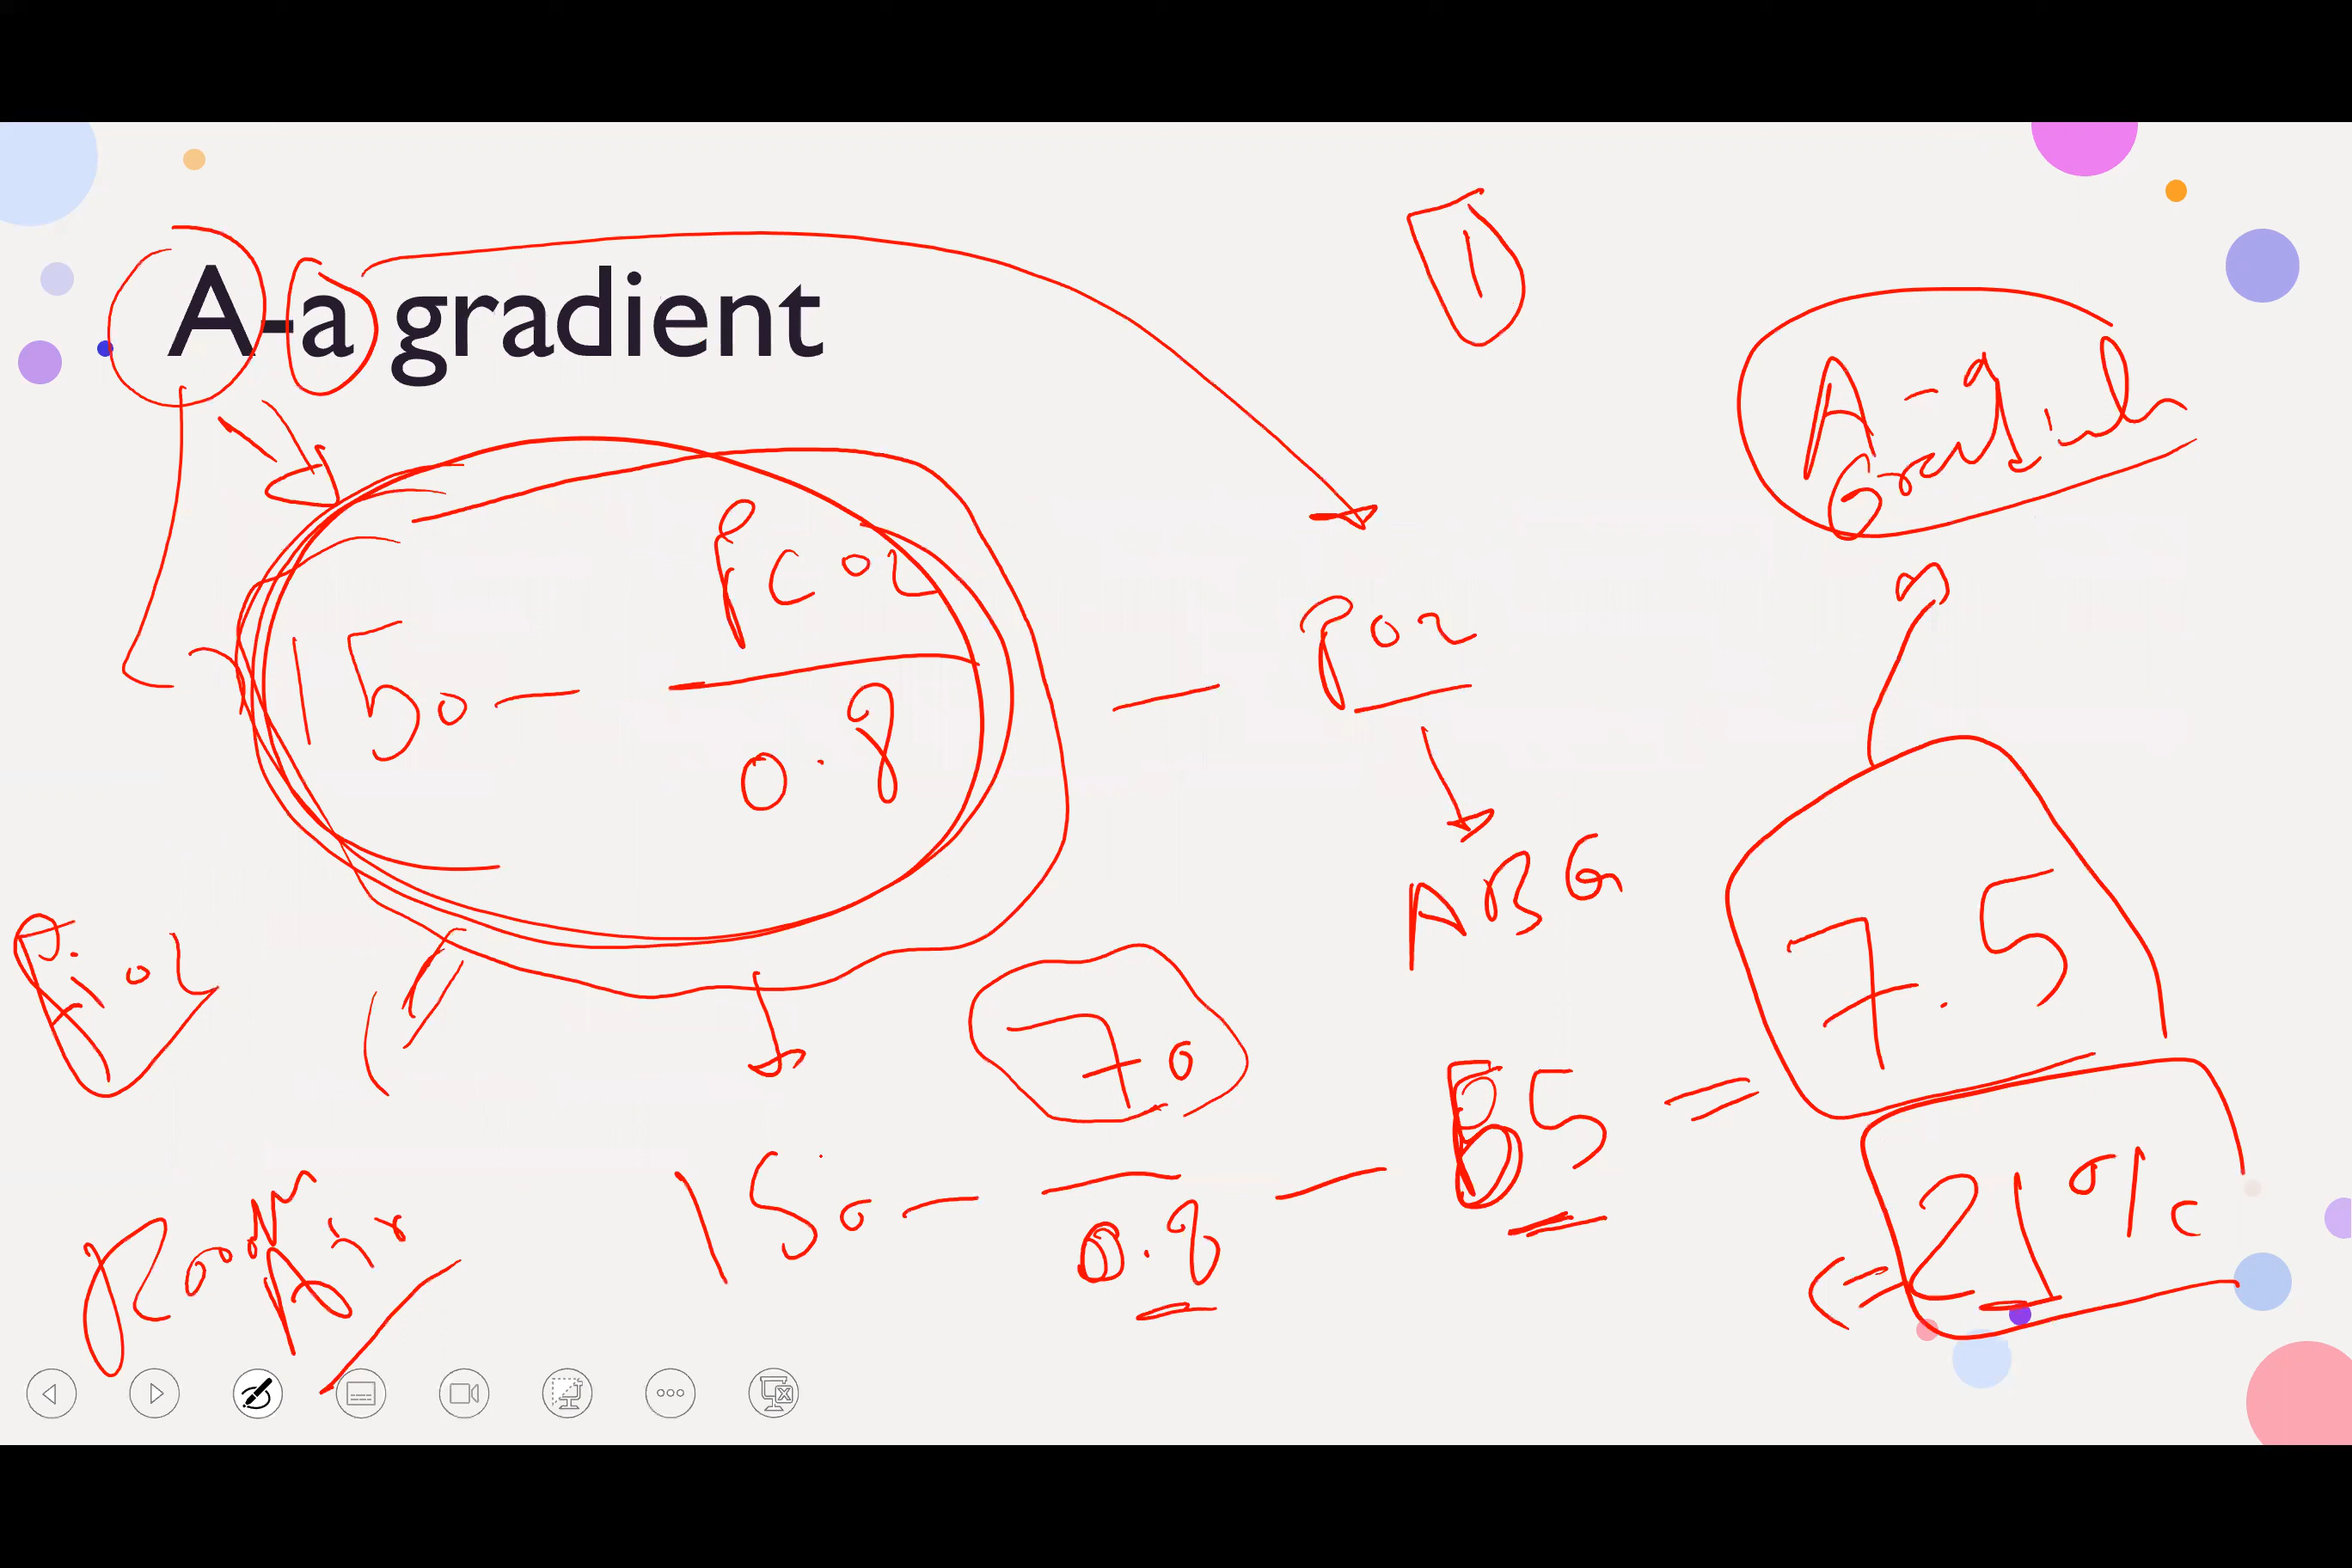 A-a gradient
1
A-a
Gradient
150 - PCO2 / 0.8 - PO2
ABG
7.5
FiO2
70
150 - / 0.8 - 55 =
21%
Room
Air